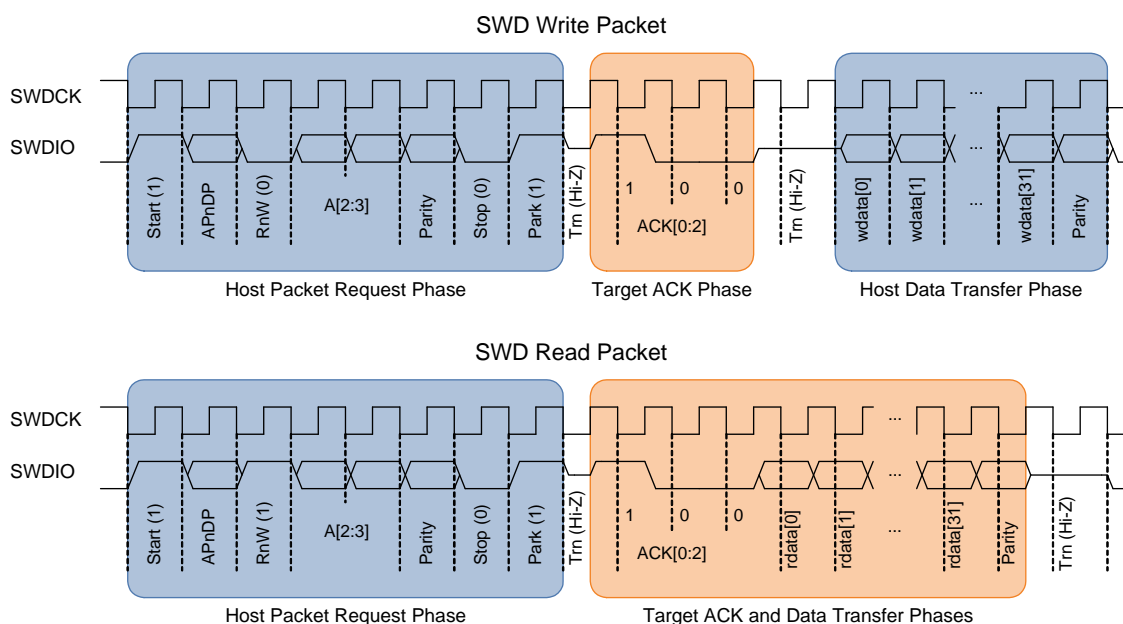 SWD Write Packet
SWDCK
...
SWDIO
...
Start (1)
APnDP
RnW (0)
A[2:3]
Parity
Stop (0)
Park (1)
Trn (Hi-Z)
1
0
0
ACK[0:2]
Trn (Hi-Z)
wdata[0]
wdata[1]
...
wdata[31]
Parity
Host Packet Request Phase
Target ACK Phase
Host Data Transfer Phase
SWD Read Packet
SWDCK
...
SWDIO
...
Start (1)
APnDP
RnW (1)
A[2:3]
Parity
Stop (0)
Park (1)
Trn (Hi-Z)
1
0
0
ACK[0:2]
rdata[0]
rdata[1]
...
rdata[31]
Parity
Trn (Hi-Z)
Host Packet Request Phase
Target ACK and Data Transfer Phases